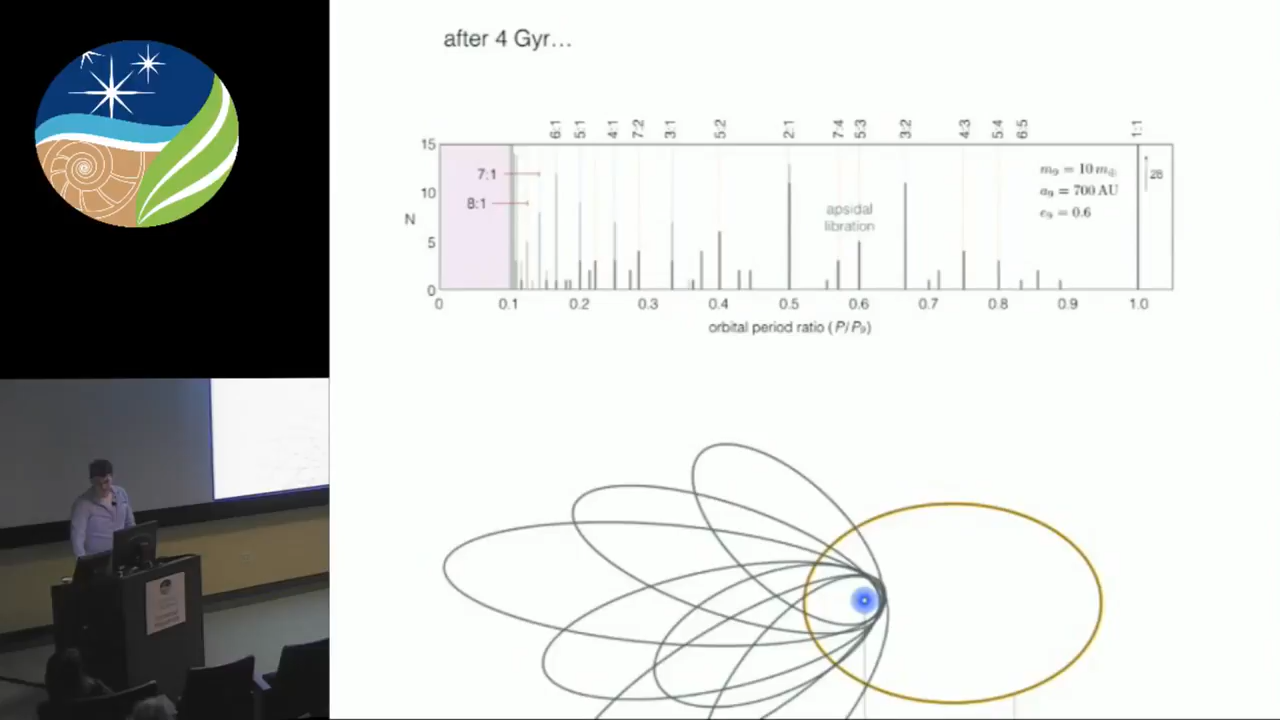 after 4 Gyr...
6:1 5:1 4:1 7:2 3:1 5:2 2:1 7:4 5:3 3:2 4:3 5:4 6:5 1:1
15
10
5
0
N
7:1
8:1
apsidal
libration
m₉ = 10 m⊕
a₉ = 700 AU
e₉ = 0.6
28
0 0.1 0.2 0.3 0.4 0.5 0.6 0.7 0.8 0.9 1.0
orbital period ratio (P/P₉)